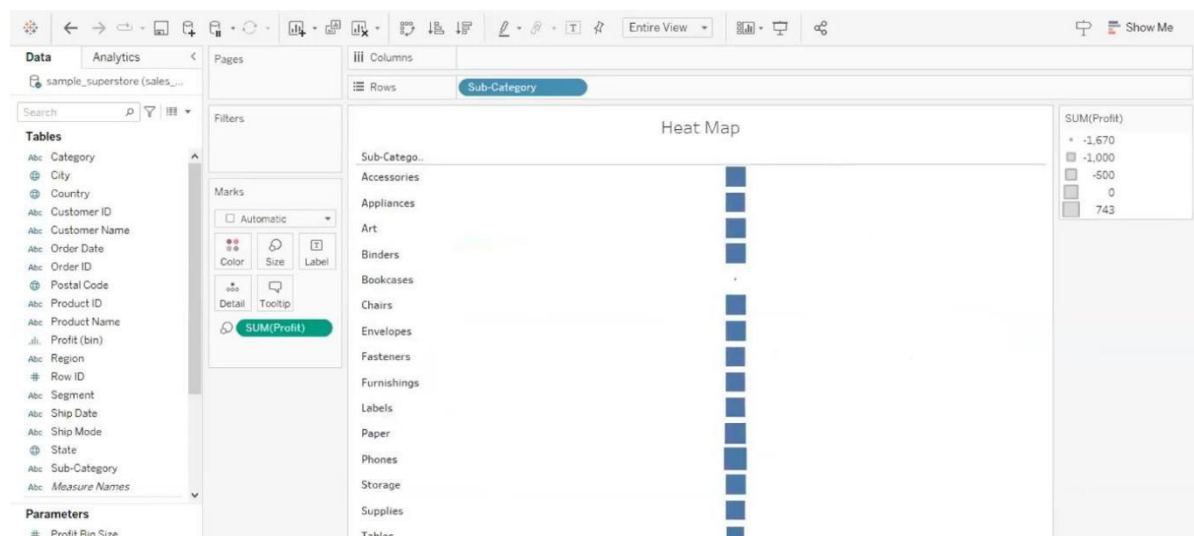 Entire View
Show Me
Data Analytics
Pages
iii Columns
sample_superstore (sales_...
Rows Sub-Category
Search
Filters
Tables
Abc Category
City
Country
Abc Customer ID
Abc Customer Name
Abc Order Date
Abc Order ID
Postal Code
Abc Product ID
Abc Product Name
Profit (bin)
Abc Region
# Row ID
Abc Segment
Abc Ship Date
Abc Ship Mode
State
Abc Sub-Category
Abc Measure Names
Parameters
# Profit Bin Size
Marks
Automatic
Color Size Label
T
Detail Tooltip
SUM(Profit)
Heat Map
Sub-Catego..
Accessories
Appliances
Art
Binders
Bookcases
Chairs
Envelopes
Fasteners
Furnishings
Labels
Paper
Phones
Storage
Supplies
Tables
SUM(Profit)
-1,670
-1,000
-500
0
743